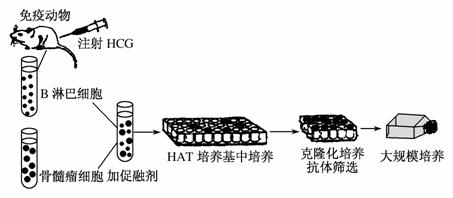 免疫动物
注射 HCG
B 淋巴细胞
骨髓瘤细胞
加促融剂
HAT 培养基中培养
克隆化培养
抗体筛选
大规模培养